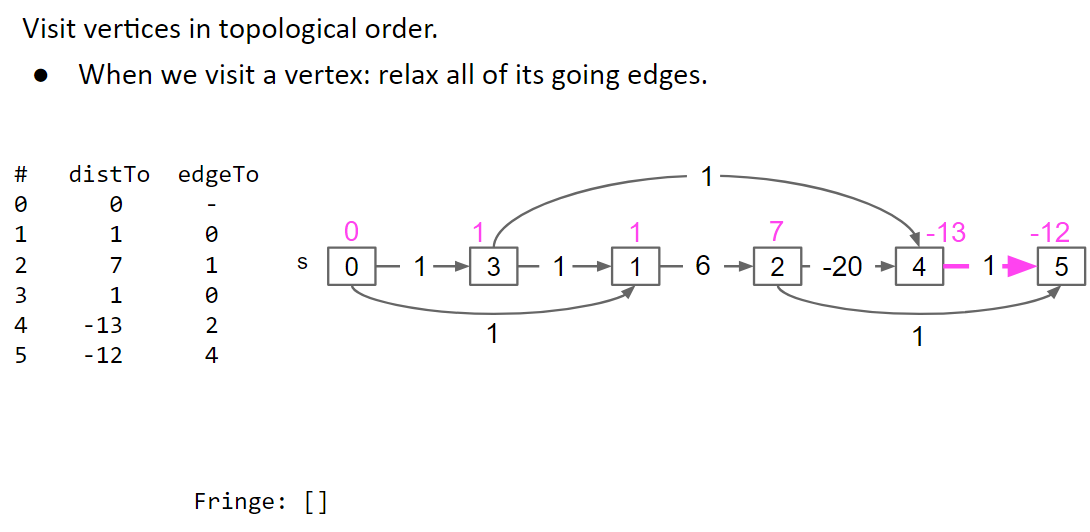 Visit vertices in topological order.
● When we visit a vertex: relax all of its going edges.
# distTo edgeTo
0 0 -
1 1 0
2 7 1
3 1 0
4 -13 2
5 -12 4
1
0 1 1 7 -13 -12
s 0 1 3 1 1 6 2 -20 4 1 5
1 1
Fringe: []